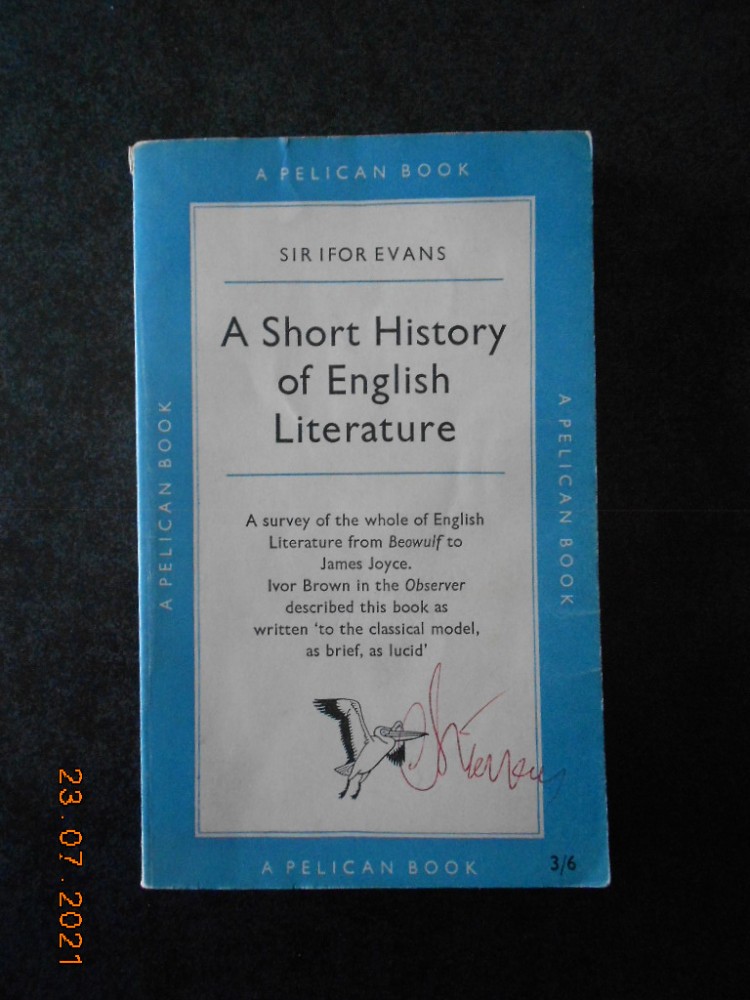 A PELICAN BOOK
SIR IFOR EVANS
A Short History
of English
Literature
A PELICAN BOOK
A PELICAN BOOK
A survey of the whole of English
Literature from Beowulf to
James Joyce.
Ivor Brown in the Observer
described this book as
written ‘to the classical model,
as brief, as lucid’
A PELICAN BOOK
3/6
23.07.2021